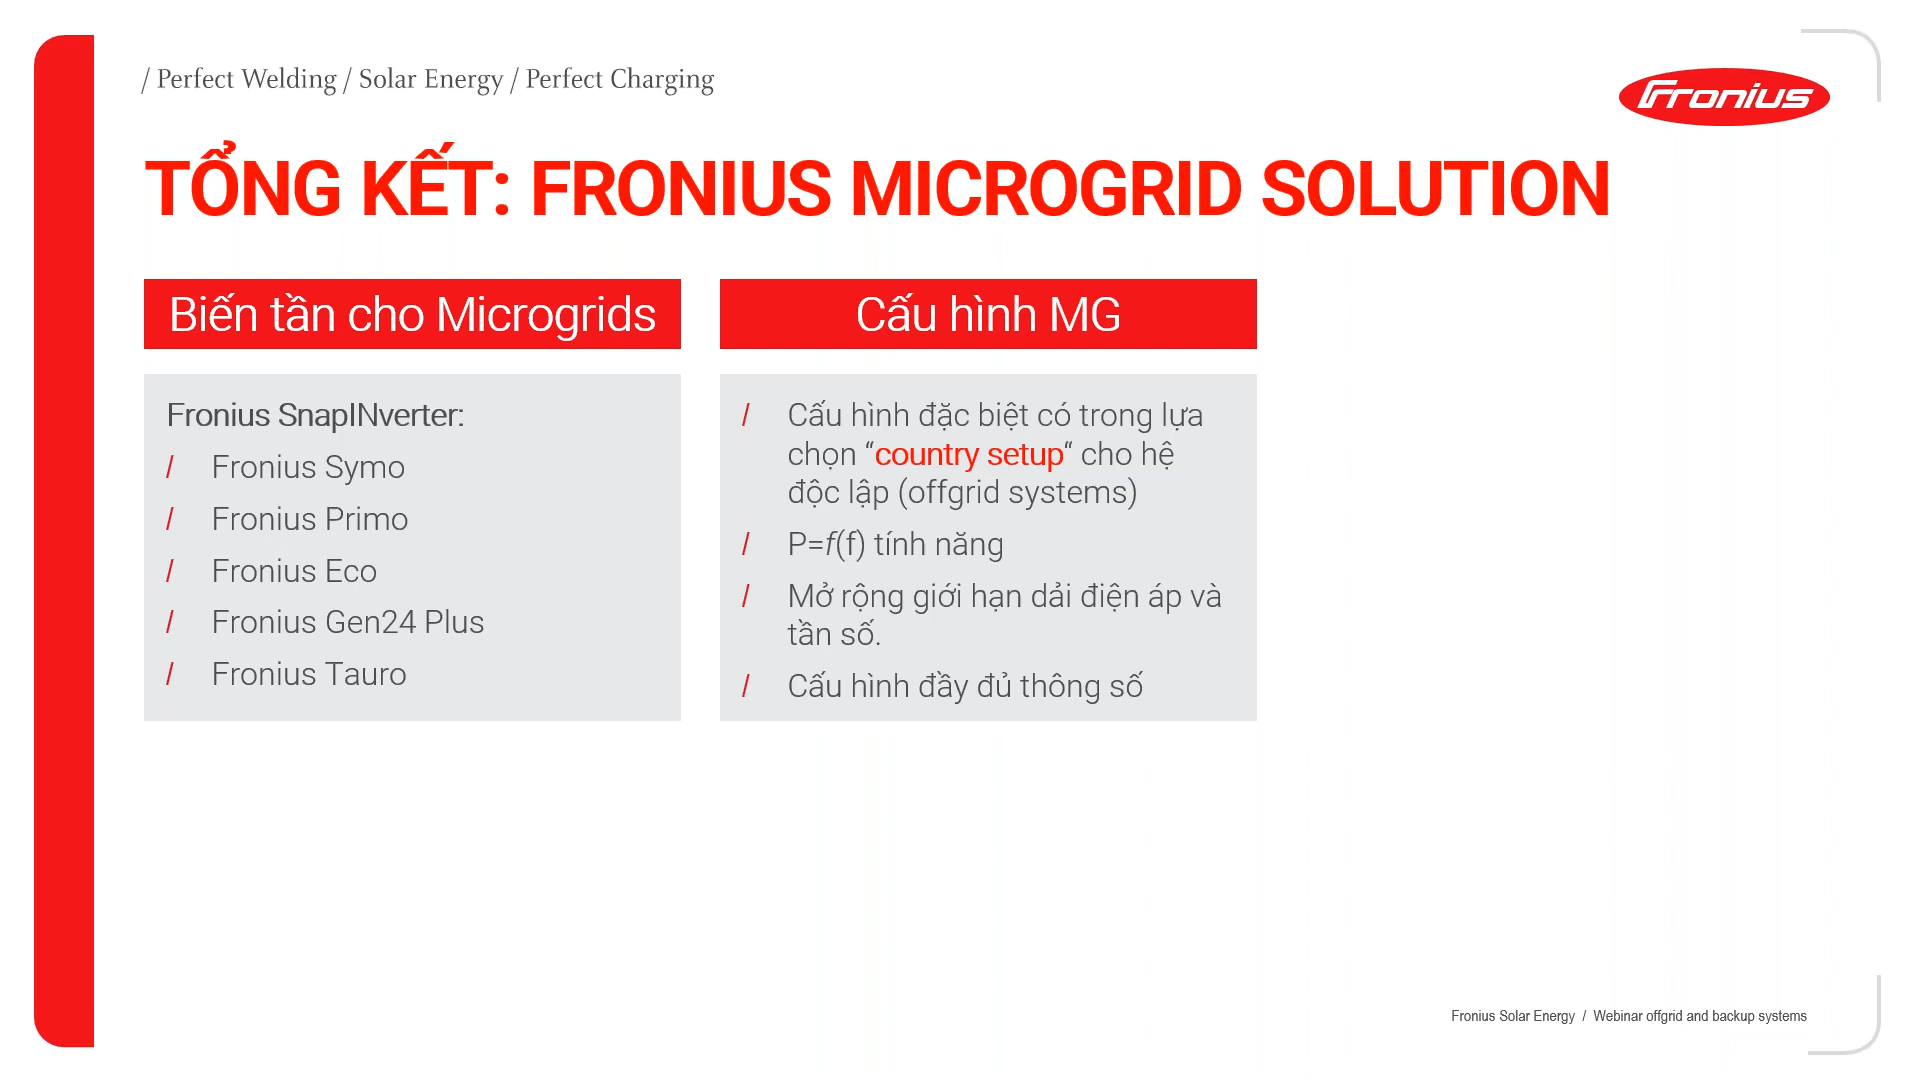 / Perfect Welding / Solar Energy / Perfect Charging
Fronius
TỔNG KẾT: FRONIUS MICROGRID SOLUTION
Biến tần cho Microgrids
Fronius SnapINverter:
/ Fronius Symo
/ Fronius Primo
/ Fronius Eco
/ Fronius Gen24 Plus
/ Fronius Tauro
Cấu hình MG
/ Cấu hình đặc biệt có trong lựa
chọn “country setup“ cho hệ
độc lập (offgrid systems)
/ P=f(f) tính năng
/ Mở rộng giới hạn dải điện áp và
tần số.
/ Cấu hình đầy đủ thông số
Fronius Solar Energy / Webinar offgrid and backup systems